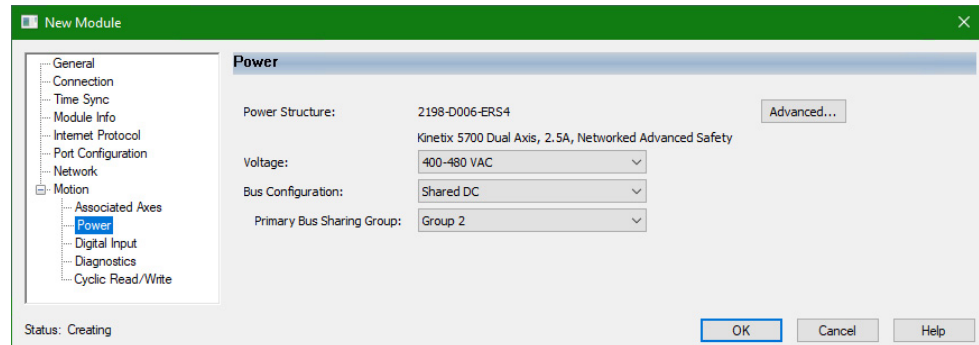 New Module
General
Connection
Time Sync
Module Info
Internet Protocol
Port Configuration
Network
Motion
Associated Axes
Power
Digital Input
Diagnostics
Cyclic Read/Write
Power
Power Structure: 2198-D006-ERS4 Advanced...
Kinetix 5700 Dual Axis, 2.5A, Networked Advanced Safety
Voltage: 400-480 VAC
Bus Configuration: Shared DC
Primary Bus Sharing Group: Group 2
Status: Creating
OK Cancel Help